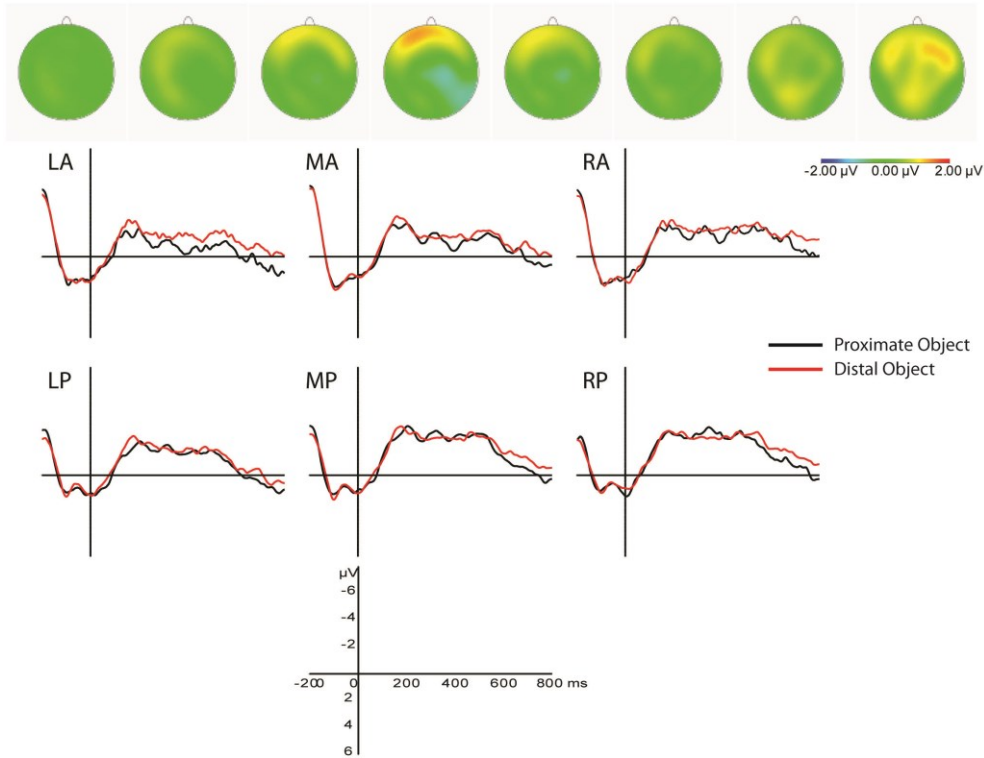 LA MA RA
-2.00 µV 0.00 µV 2.00 µV
Proximate Object
Distal Object
LP MP RP
µV
-6
-4
-2
-200 0 200 400 600 800 ms
2
4
6